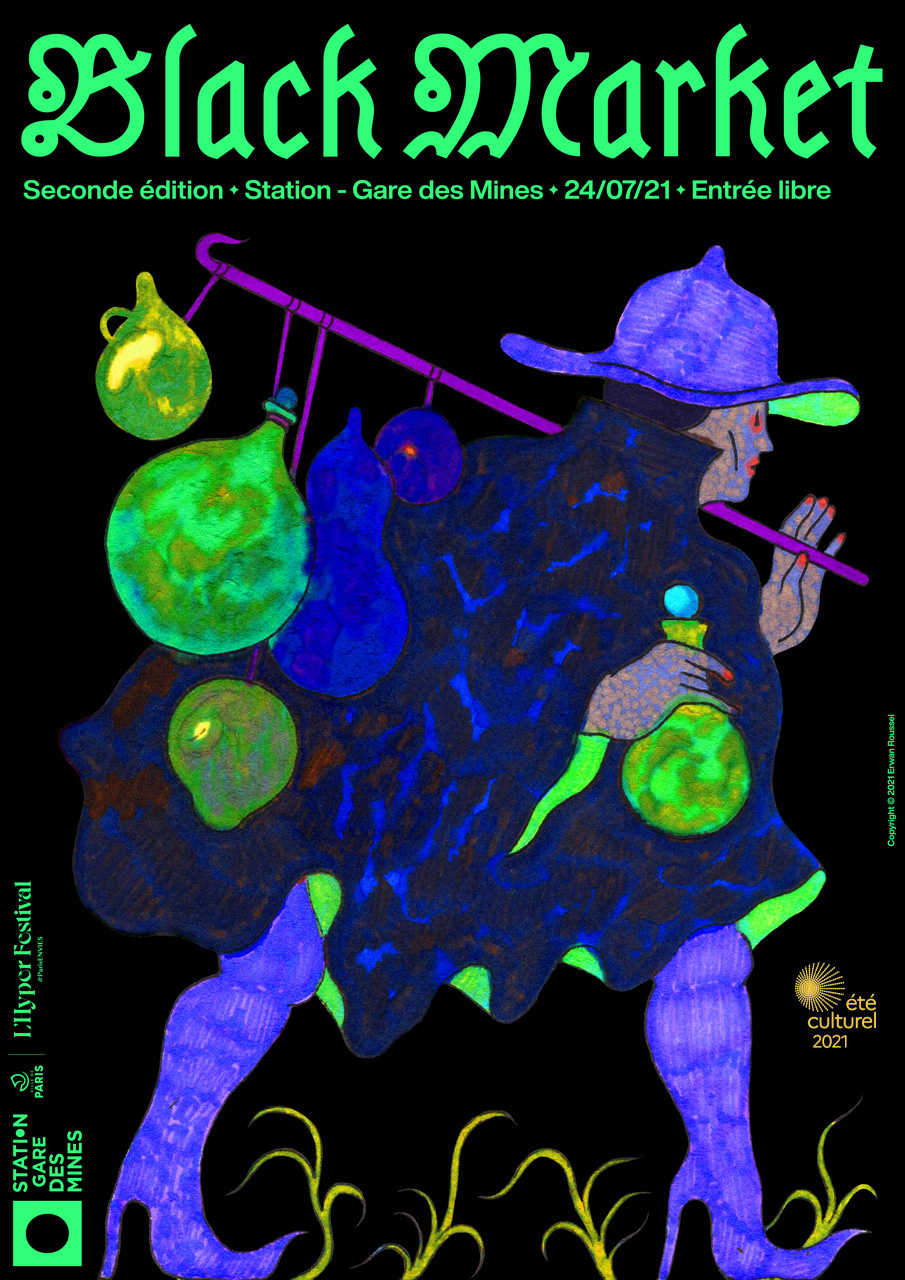 Black Market
Seconde édition ✦ Station - Gare des Mines ✦ 24/07/21 ✦ Entrée libre
Copyright © 2021 Erwan Roussel
été
culturel
2021
L'Hyper Festival
#ParisENVIES
PARIS
STATION
GARE
DES
MINES